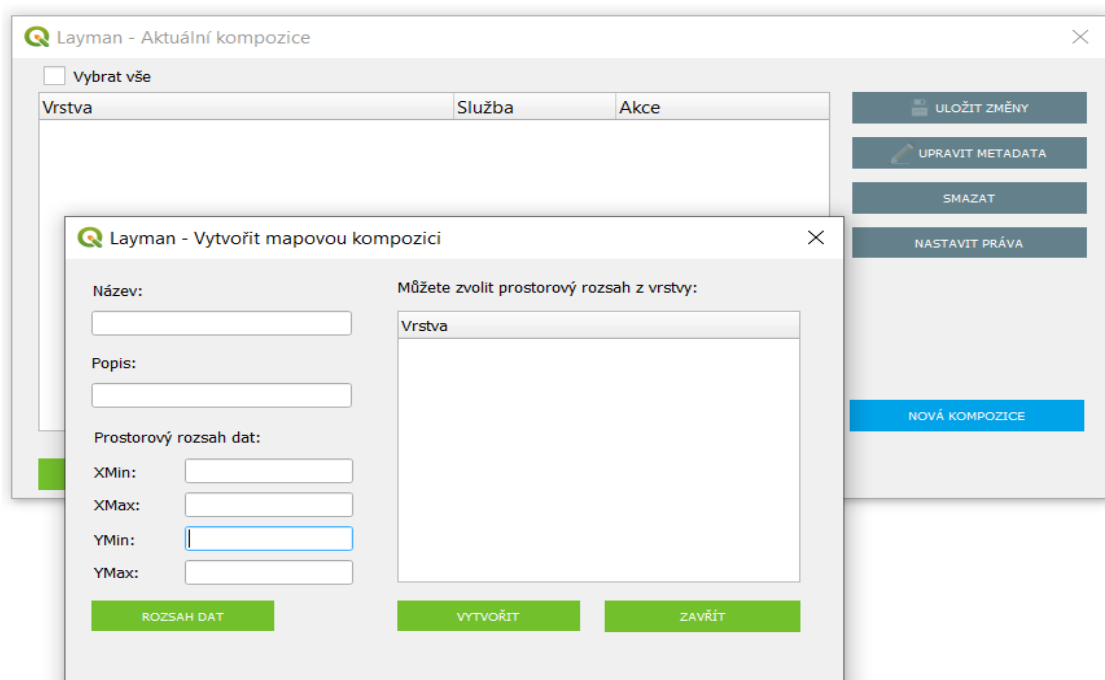 Layman - Aktuální kompozice
Vybrat vše
Vrstva Služba Akce
ULOŽIT ZMĚNY
UPRAVIT METADATA
SMAZAT
NASTAVIT PRÁVA
NOVÁ KOMPOZICE
Layman - Vytvořit mapovou kompozici
Název:
Popis:
Prostorový rozsah dat:
XMin:
XMax:
YMin:
YMax:
ROZSAH DAT
Můžete zvolit prostorový rozsah z vrstvy:
Vrstva
VYTVOŘIT
ZAVŘÍT